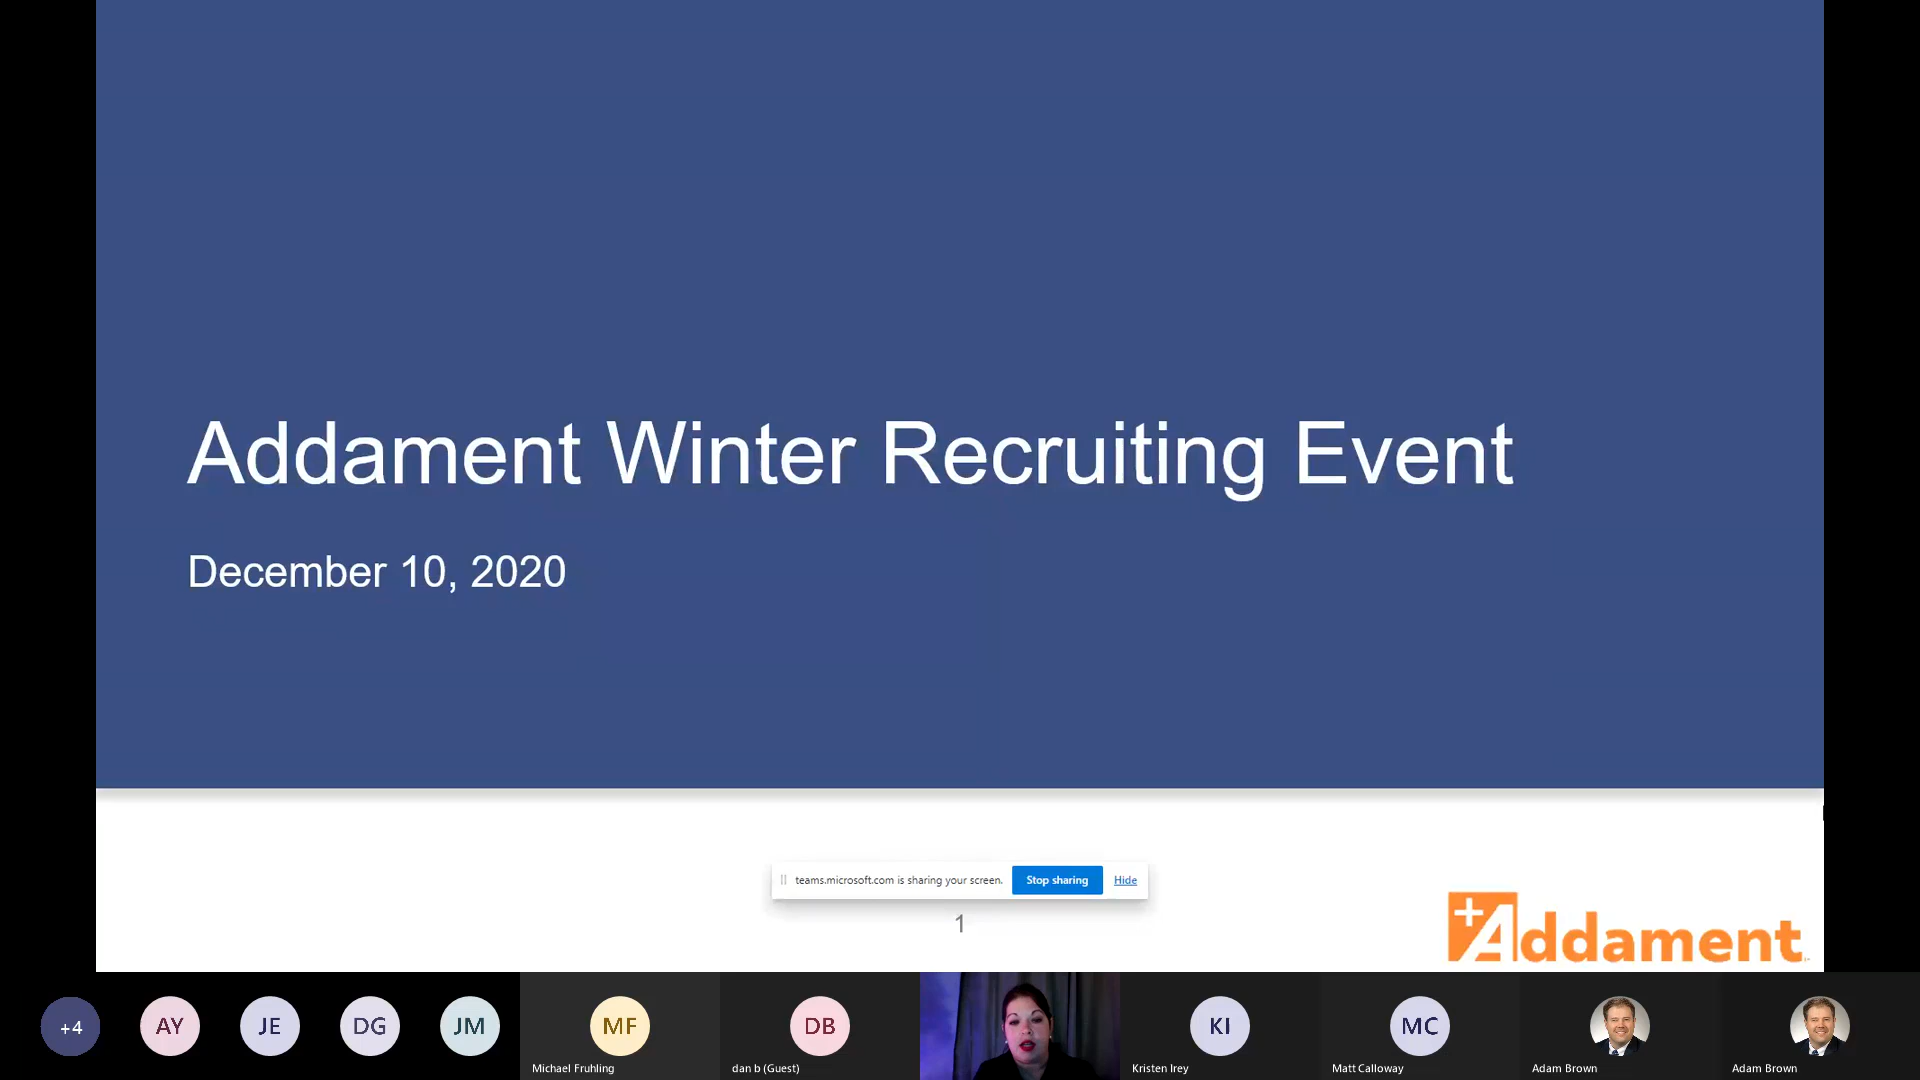 Addament Winter Recruiting Event
December 10, 2020
teams.microsoft.com is sharing your screen.
Stop sharing
Hide
1
+Addament
+4
AY
JE
DG
JM
MF
Michael Fruhling
DB
dan b (Guest)
KI
Kristen Irey
MC
Matt Calloway
Adam Brown
Adam Brown